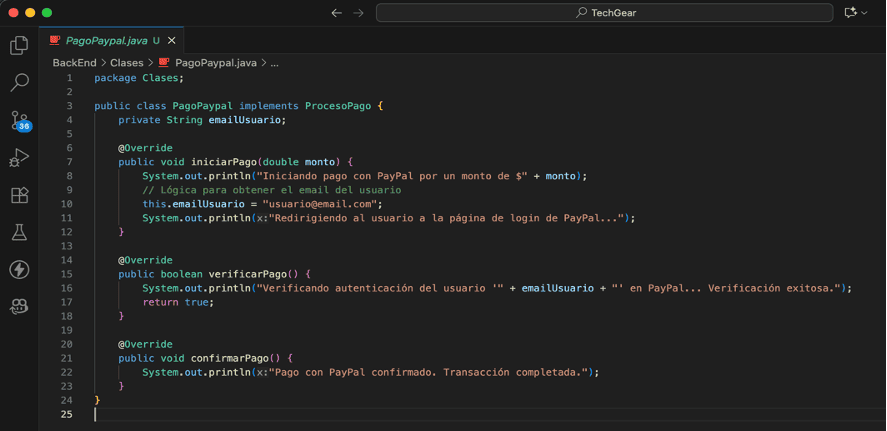 TechGear
PagoPaypal.java U
BackEnd > Clases > PagoPaypal.java > ...
36
1 package Clases;
2
3 public class PagoPaypal implements ProcesoPago {
4 private String emailUsuario;
5
6 @Override
7 public void iniciarPago(double monto) {
8 System.out.println("Iniciando pago con PayPal por un monto de $" + monto);
9 // Lógica para obtener el email del usuario
10 this.emailUsuario = "usuario@email.com";
11 System.out.println(x:"Redirigiendo al usuario a la página de login de PayPal...");
12 }
13
14 @Override
15 public boolean verificarPago() {
16 System.out.println("Verificando autenticación del usuario '" + emailUsuario + "' en PayPal... Verificación exitosa.");
17 return true;
18 }
19
20 @Override
21 public void confirmarPago() {
22 System.out.println(x:"Pago con PayPal confirmado. Transacción completada.");
23 }
24 }
25